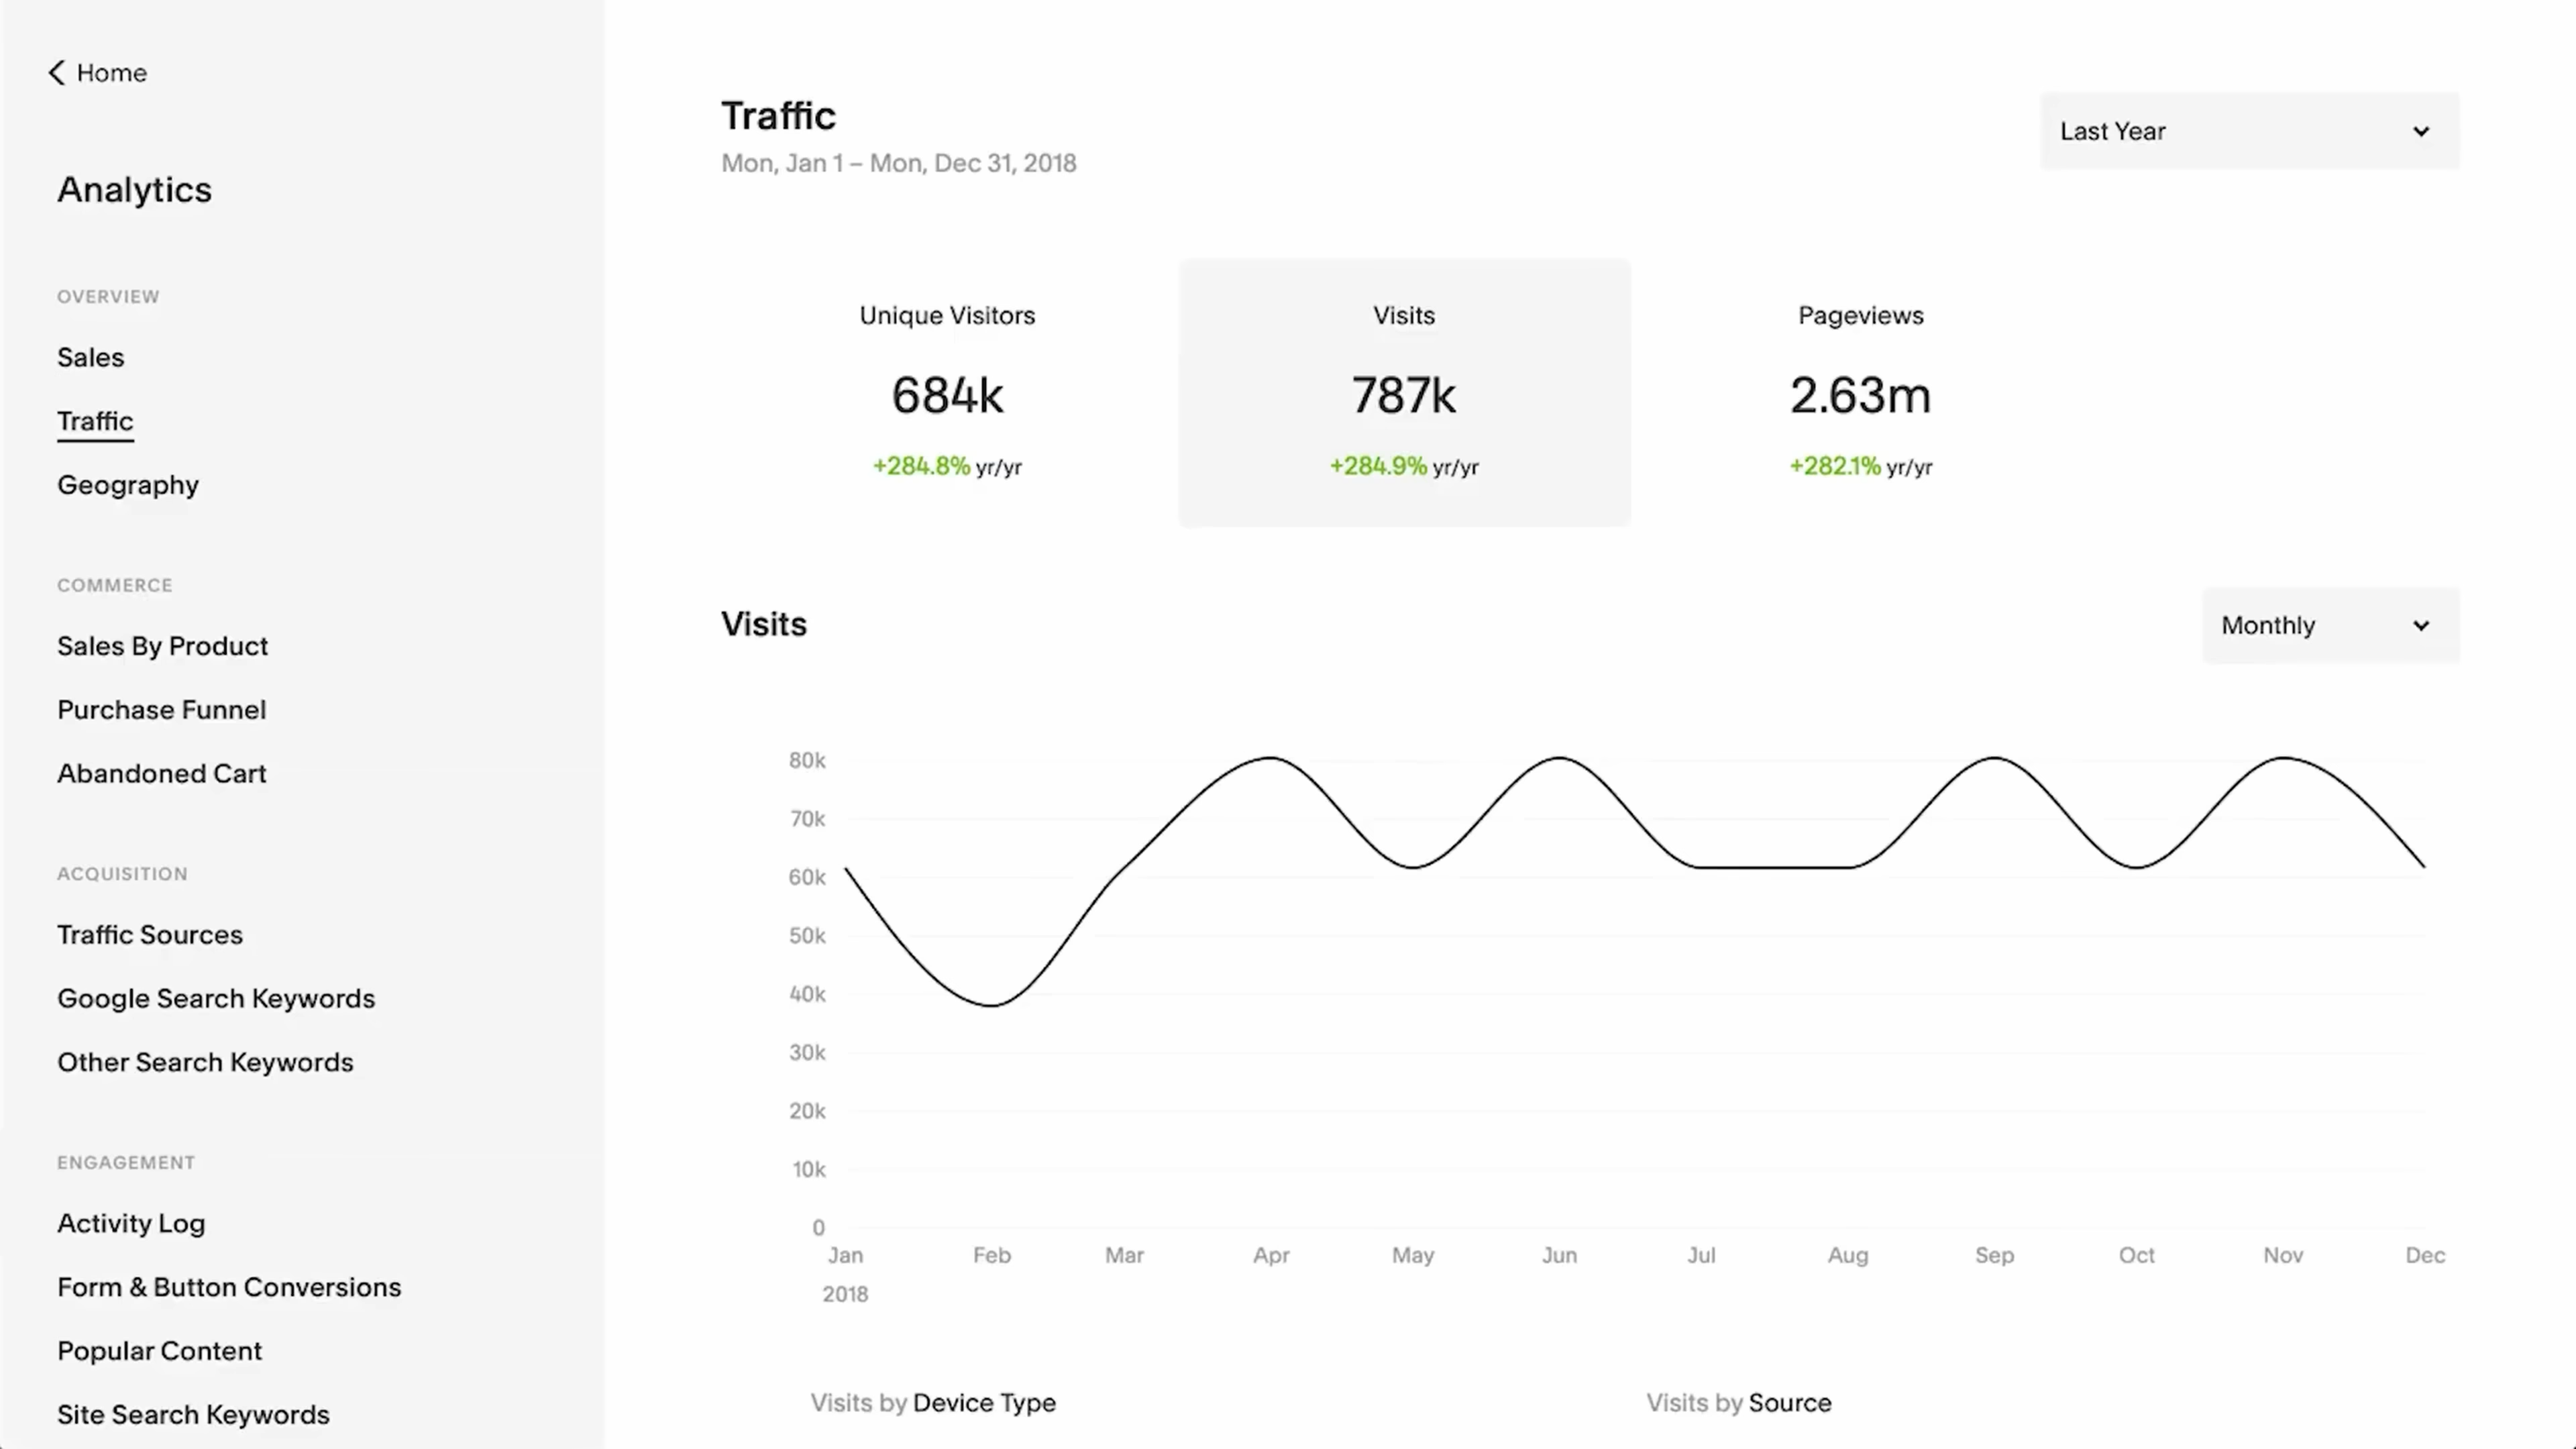 Home
Analytics
OVERVIEW
Sales
Traffic
Geography
COMMERCE
Sales By Product
Purchase Funnel
Abandoned Cart
ACQUISITION
Traffic Sources
Google Search Keywords
Other Search Keywords
ENGAGEMENT
Activity Log
Form & Button Conversions
Popular Content
Site Search Keywords
Traffic
Mon, Jan 1 – Mon, Dec 31, 2018
Last Year
Unique Visitors
684k
+284.8% yr/yr
Visits
787k
+284.9% yr/yr
Pageviews
2.63m
+282.1% yr/yr
Visits
Monthly
80k
70k
60k
50k
40k
30k
20k
10k
0
Jan Feb Mar Apr May Jun Jul Aug Sep Oct Nov Dec
2018
Visits by Device Type
Visits by Source